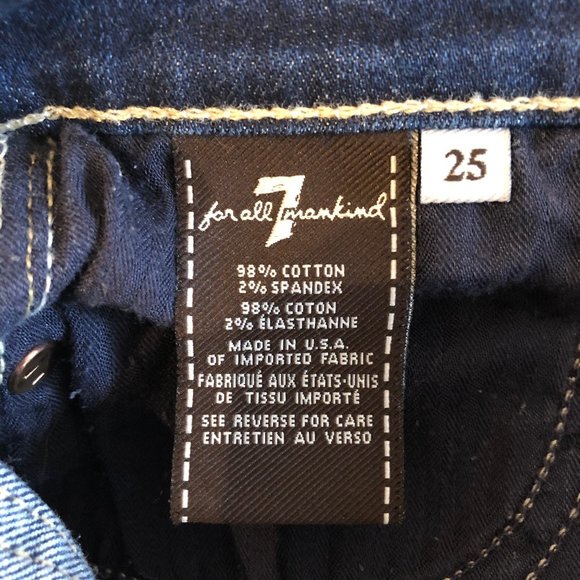 for all 7 mankind
25
98% COTTON
2% SPANDEX
98% COTON
2% ÉLASTHANNE
MADE IN U.S.A.
OF IMPORTED FABRIC
FABRIQUÉ AUX ÉTATS-UNIS
DE TISSU IMPORTÉ
SEE REVERSE FOR CARE
ENTRETIEN AU VERSO